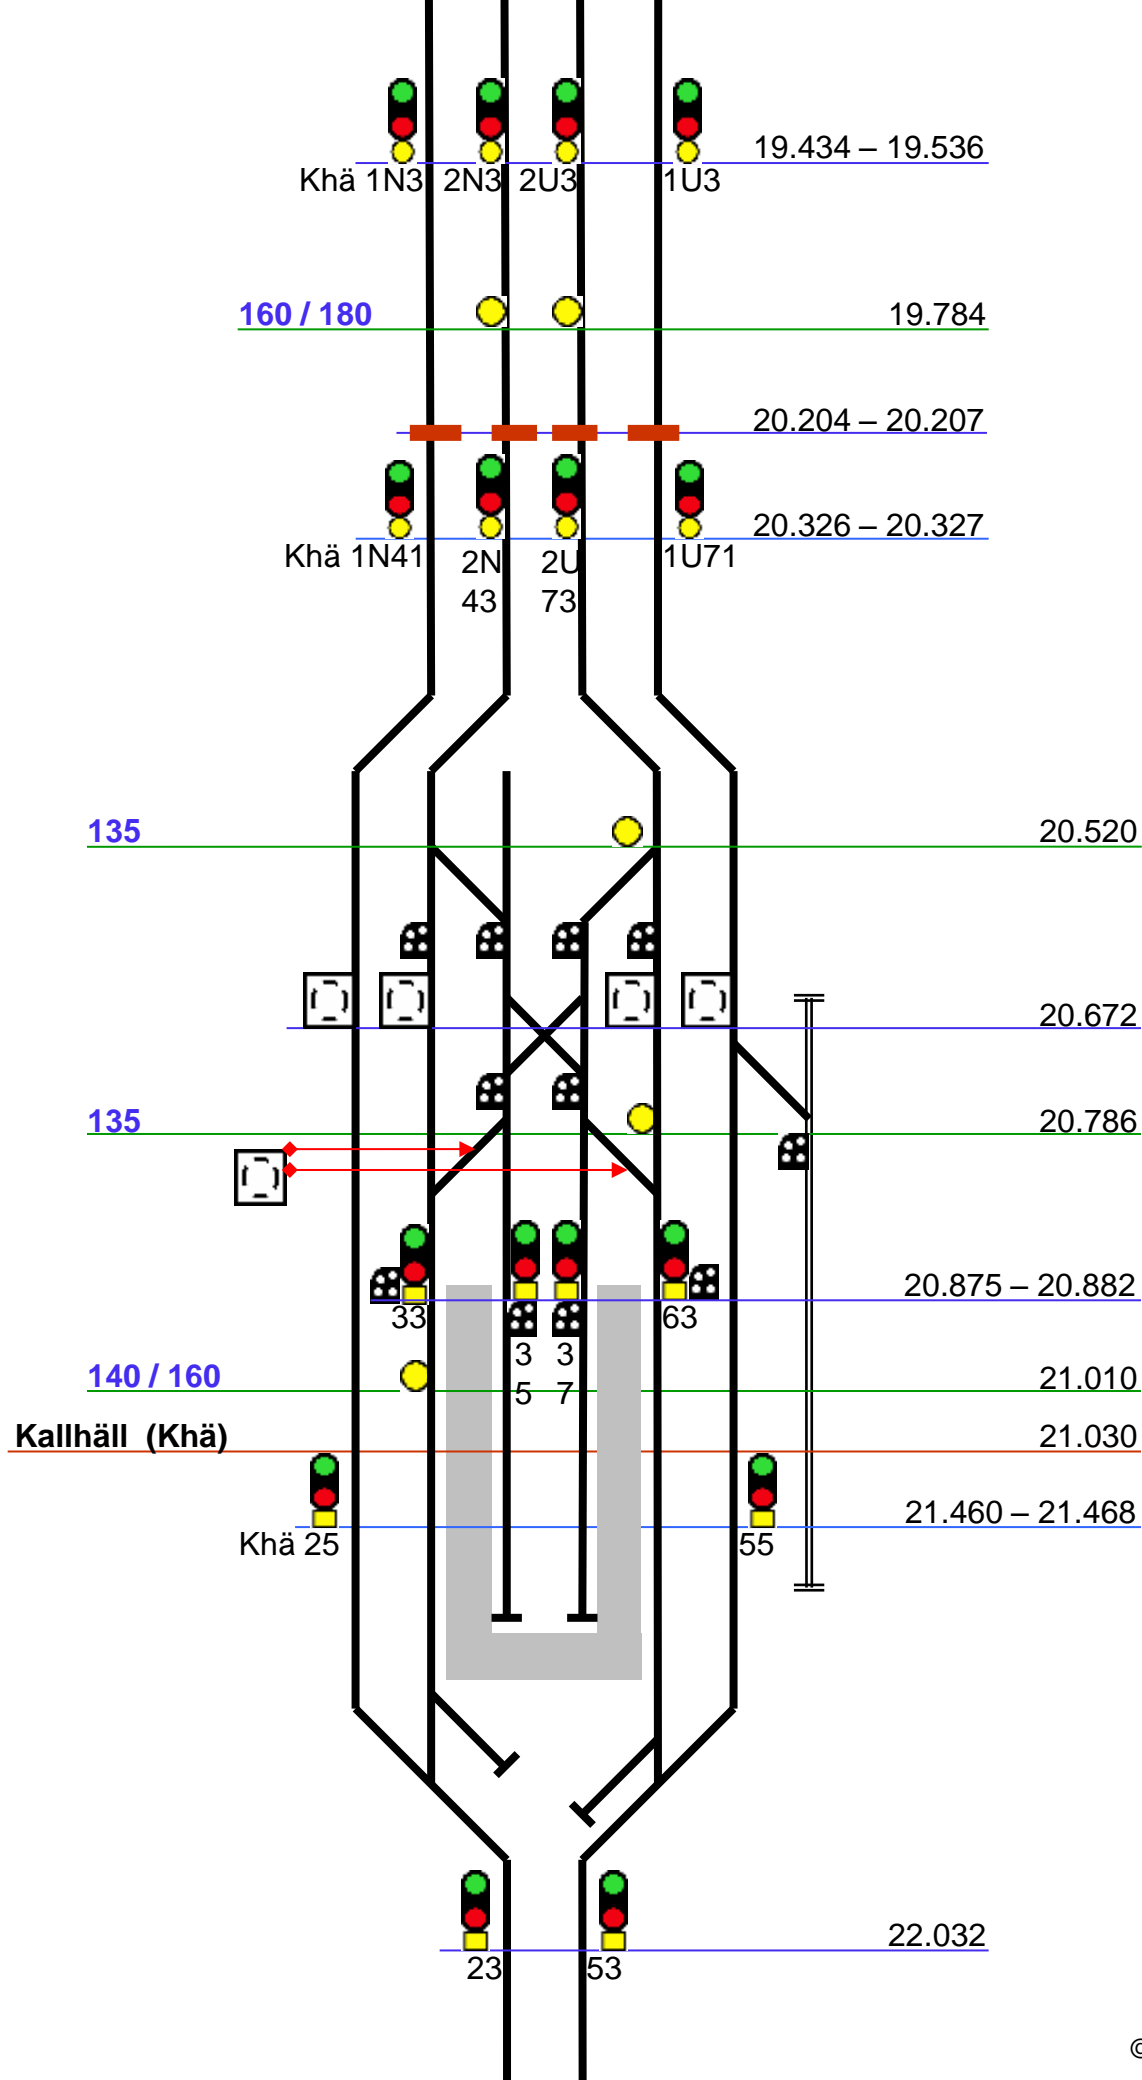 19.434 – 19.536
Khä 1N3 2N3 2U3 1U3
160 / 180 19.784
20.204 – 20.207
20.326 – 20.327
Khä 1N41 2N 2U 1U71
43 73
135 20.520
20.672
135 20.786
20.875 – 20.882
33 63
3 3
140 / 160 21.010
5 7
Kallhäll (Khä) 21.030
21.460 – 21.468
Khä 25 55
22.032
23 53
©